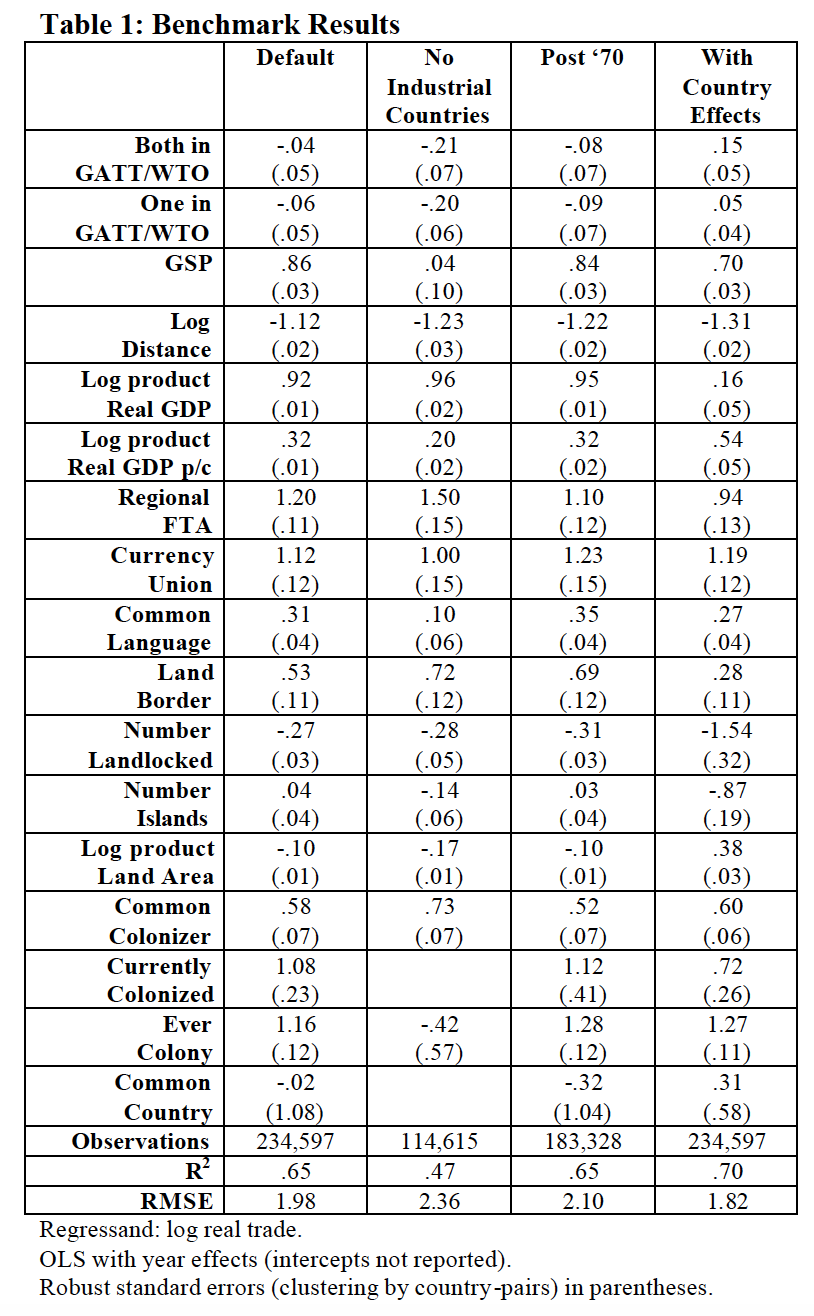 Table 1: Benchmark Results
Default No Industrial Countries Post ‘70 With Country Effects
Both in GATT/WTO -.04 (.05) -.21 (.07) -.08 (.07) .15 (.05)
One in GATT/WTO -.06 (.05) -.20 (.06) -.09 (.07) .05 (.04)
GSP .86 (.03) .04 (.10) .84 (.03) .70 (.03)
Log Distance -1.12 (.02) -1.23 (.03) -1.22 (.02) -1.31 (.02)
Log product Real GDP .92 (.01) .96 (.02) .95 (.01) .16 (.05)
Log product Real GDP p/c .32 (.01) .20 (.02) .32 (.02) .54 (.05)
Regional FTA 1.20 (.11) 1.50 (.15) 1.10 (.12) .94 (.13)
Currency Union 1.12 (.12) 1.00 (.15) 1.23 (.15) 1.19 (.12)
Common Language .31 (.04) .10 (.06) .35 (.04) .27 (.04)
Land Border .53 (.11) .72 (.12) .69 (.12) .28 (.11)
Number Landlocked -.27 (.03) -.28 (.05) -.31 (.03) -1.54 (.32)
Number Islands .04 (.04) -.14 (.06) .03 (.04) -.87 (.19)
Log product Land Area -.10 (.01) -.17 (.01) -.10 (.01) .38 (.03)
Common Colonizer .58 (.07) .73 (.07) .52 (.07) .60 (.06)
Currently Colonized 1.08 (.23) 1.12 (.41) .72 (.26)
Ever Colony 1.16 (.12) -.42 (.57) 1.28 (.12) 1.27 (.11)
Common Country -.02 (1.08) -.32 (1.04) .31 (.58)
Observations 234,597 114,615 183,328 234,597
R² .65 .47 .65 .70
RMSE 1.98 2.36 2.10 1.82
Regressand: log real trade.
OLS with year effects (intercepts not reported).
Robust standard errors (clustering by country-pairs) in parentheses.